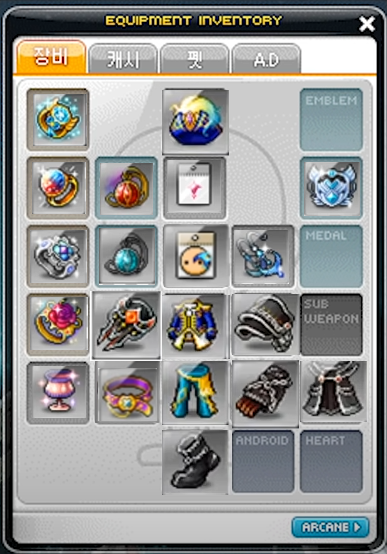 EQUIPMENT INVENTORY
장비 캐시 펫 A.D
EMBLEM
MEDAL
SUB
WEAPON
ANDROID HEART
ARCANE